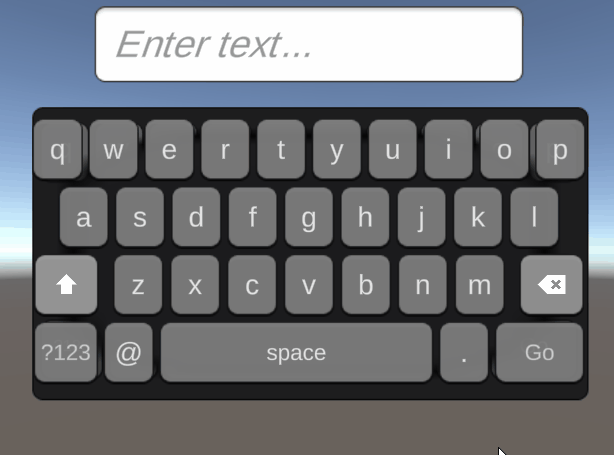 Enter text...
q w e r t y u i o p
a s d f g h j k l
z x c v b n m
?123 @ space . Go